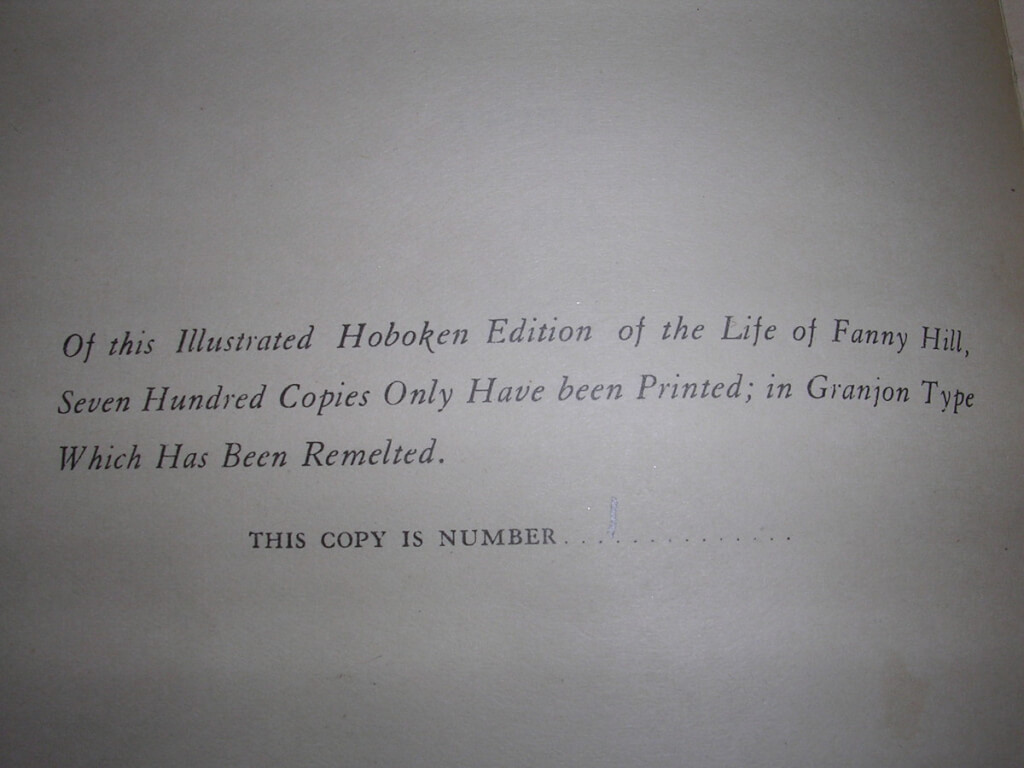 Of this Illustrated Hoboken Edition of the Life of Fanny Hill,
Seven Hundred Copies Only Have been Printed; in Granjon Type
Which Has Been Remelted.
THIS COPY IS NUMBER...............